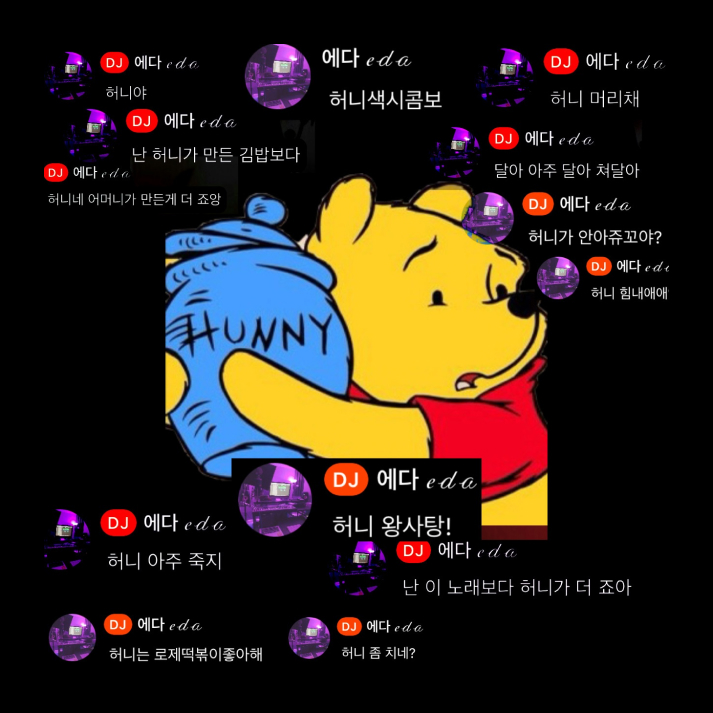 DJ 에다 eda
허니야
에다 eda
허니색시콤보
DJ 에다 eda
허니 머리채
DJ 에다 eda
난 허니가 만든 김밥보다
DJ 에다 eda
허니네 어머니가 만든게 더 죠앙
DJ 에다 eda
달아 아주 달아 쳐달아
DJ 에다 eda
허니가 안아쥬꼬야?
DJ 에다 eda
허니 힘내애애
HUNNY
DJ 에다 eda
허니 왕사탕!
DJ 에다 eda
허니 아주 죽지
DJ 에다 eda
난 이 노래보다 허니가 더 죠아
DJ 에다 eda
허니는 로제떡볶이좋아해
DJ 에다 eda
허니 좀 치네?